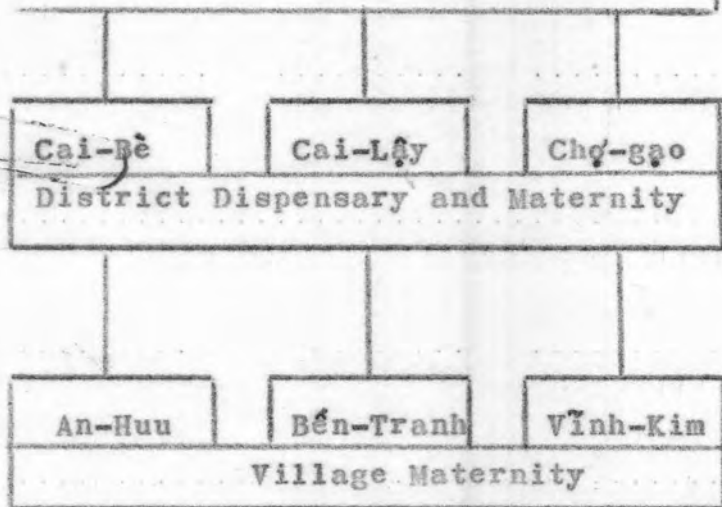 Cai-Bè Cai-Lậy Chợ-gạo
District Dispensary and Maternity
An-Huu Bến-Tranh Vĩnh-Kim
Village Maternity